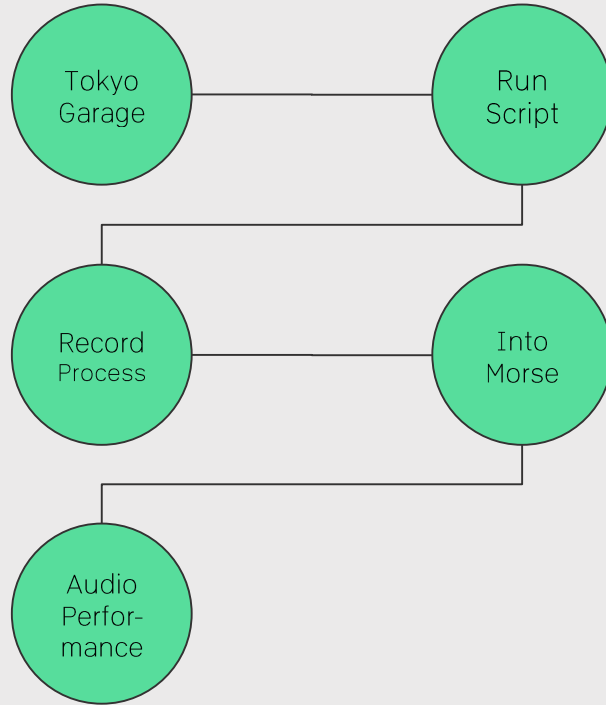 Tokyo
Garage
Run
Script
Record
Process
Into
Morse
Audio
Perfor-
mance